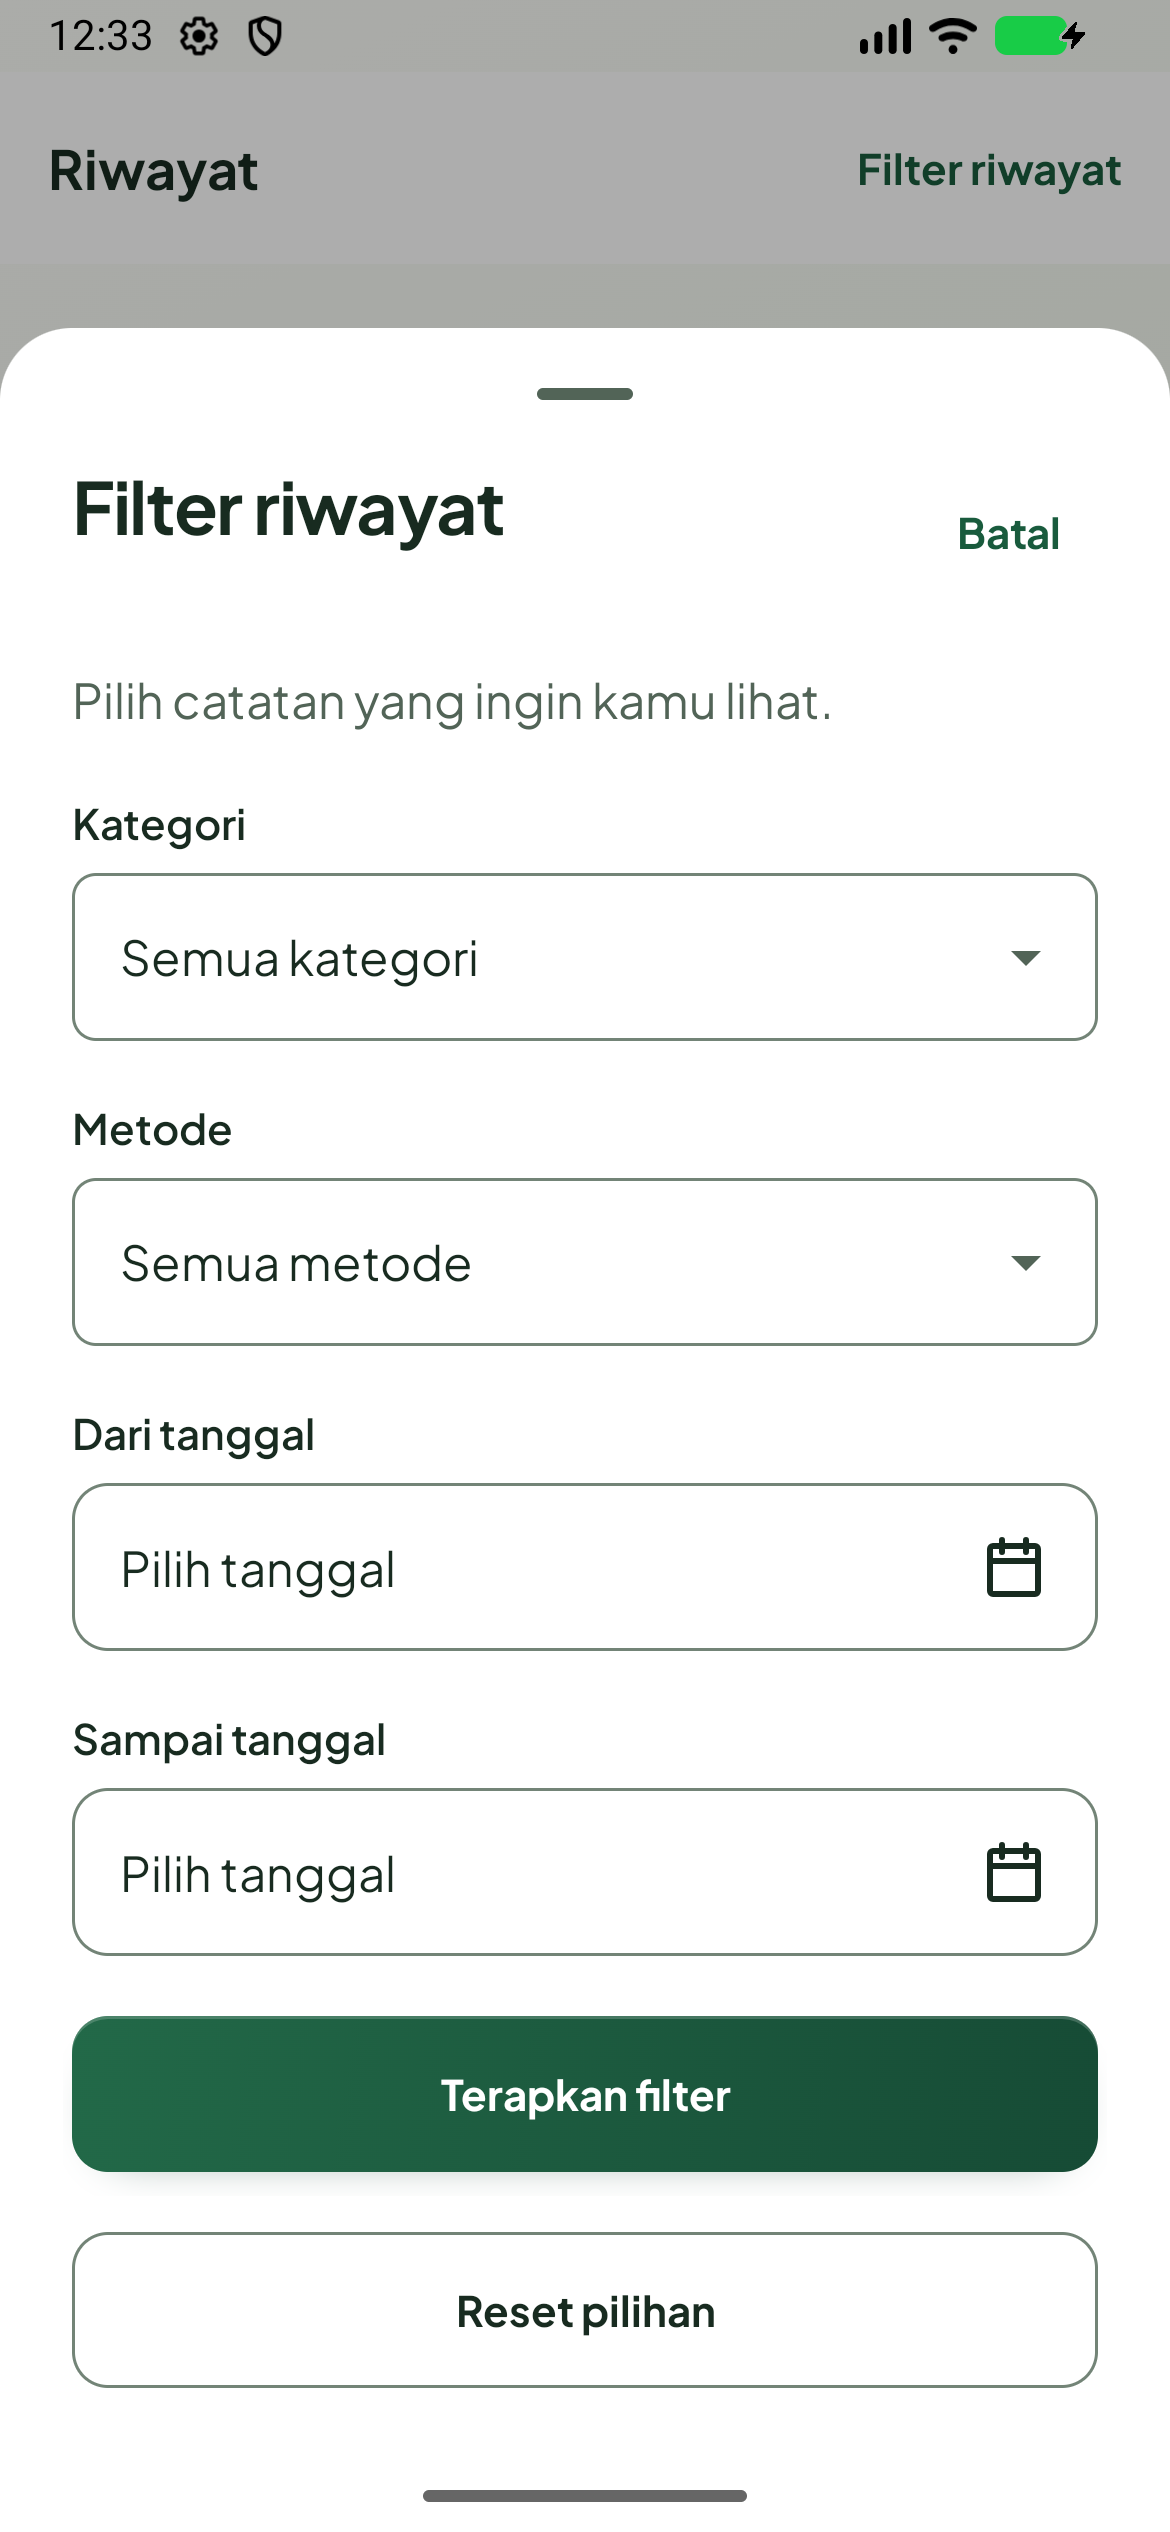 12:33
Riwayat
Filter riwayat
Filter riwayat
Batal
Pilih catatan yang ingin kamu lihat.
Kategori
Semua kategori
Metode
Semua metode
Dari tanggal
Pilih tanggal
Sampai tanggal
Pilih tanggal
Terapkan filter
Reset pilihan